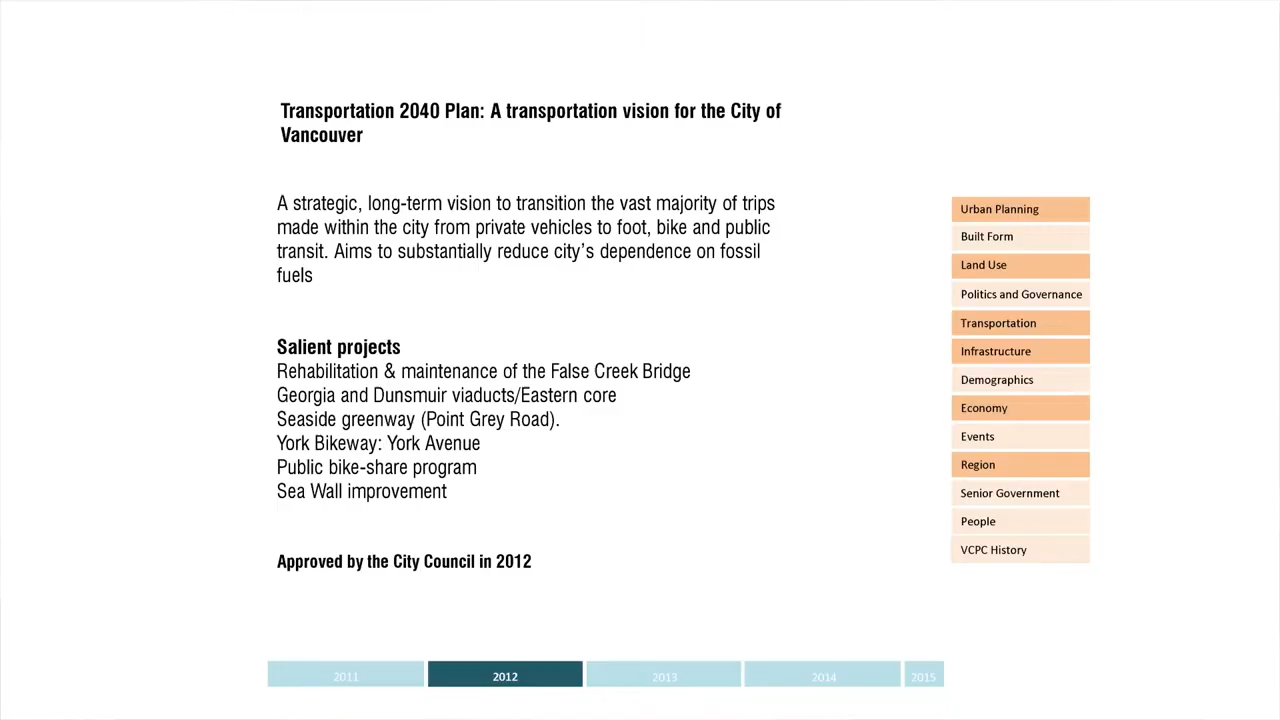 Transportation 2040 Plan: A transportation vision for the City of
Vancouver
A strategic, long-term vision to transition the vast majority of trips
made within the city from private vehicles to foot, bike and public
transit. Aims to substantially reduce city's dependence on fossil
fuels
Salient projects
Rehabilitation & maintenance of the False Creek Bridge
Georgia and Dunsmuir viaducts/Eastern core
Seaside greenway (Point Grey Road).
York Bikeway: York Avenue
Public bike-share program
Sea Wall improvement
Approved by the City Council in 2012
Urban Planning
Built Form
Land Use
Politics and Governance
Transportation
Infrastructure
Demographics
Economy
Events
Region
Senior Government
People
VCPC History
2011
2012
2013
2014
2015